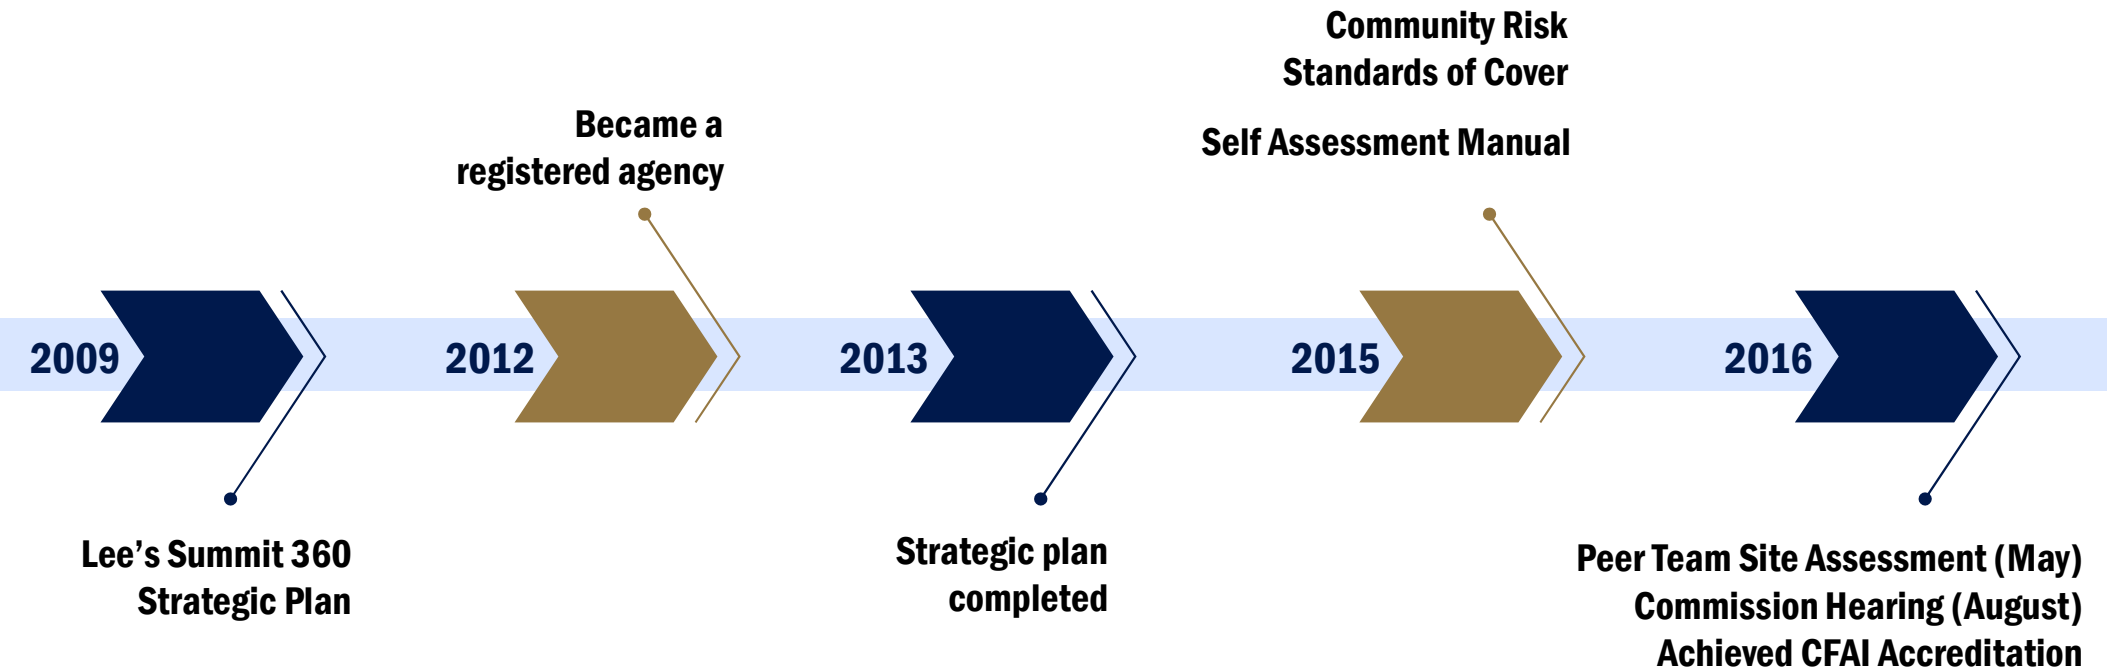 Community Risk
Standards of Cover
Self Assessment Manual
Became a
registered agency
2009
2012
2013
2015
2016
Lee’s Summit 360
Strategic Plan
Strategic plan
completed
Peer Team Site Assessment (May)
Commission Hearing (August)
Achieved CFAI Accreditation